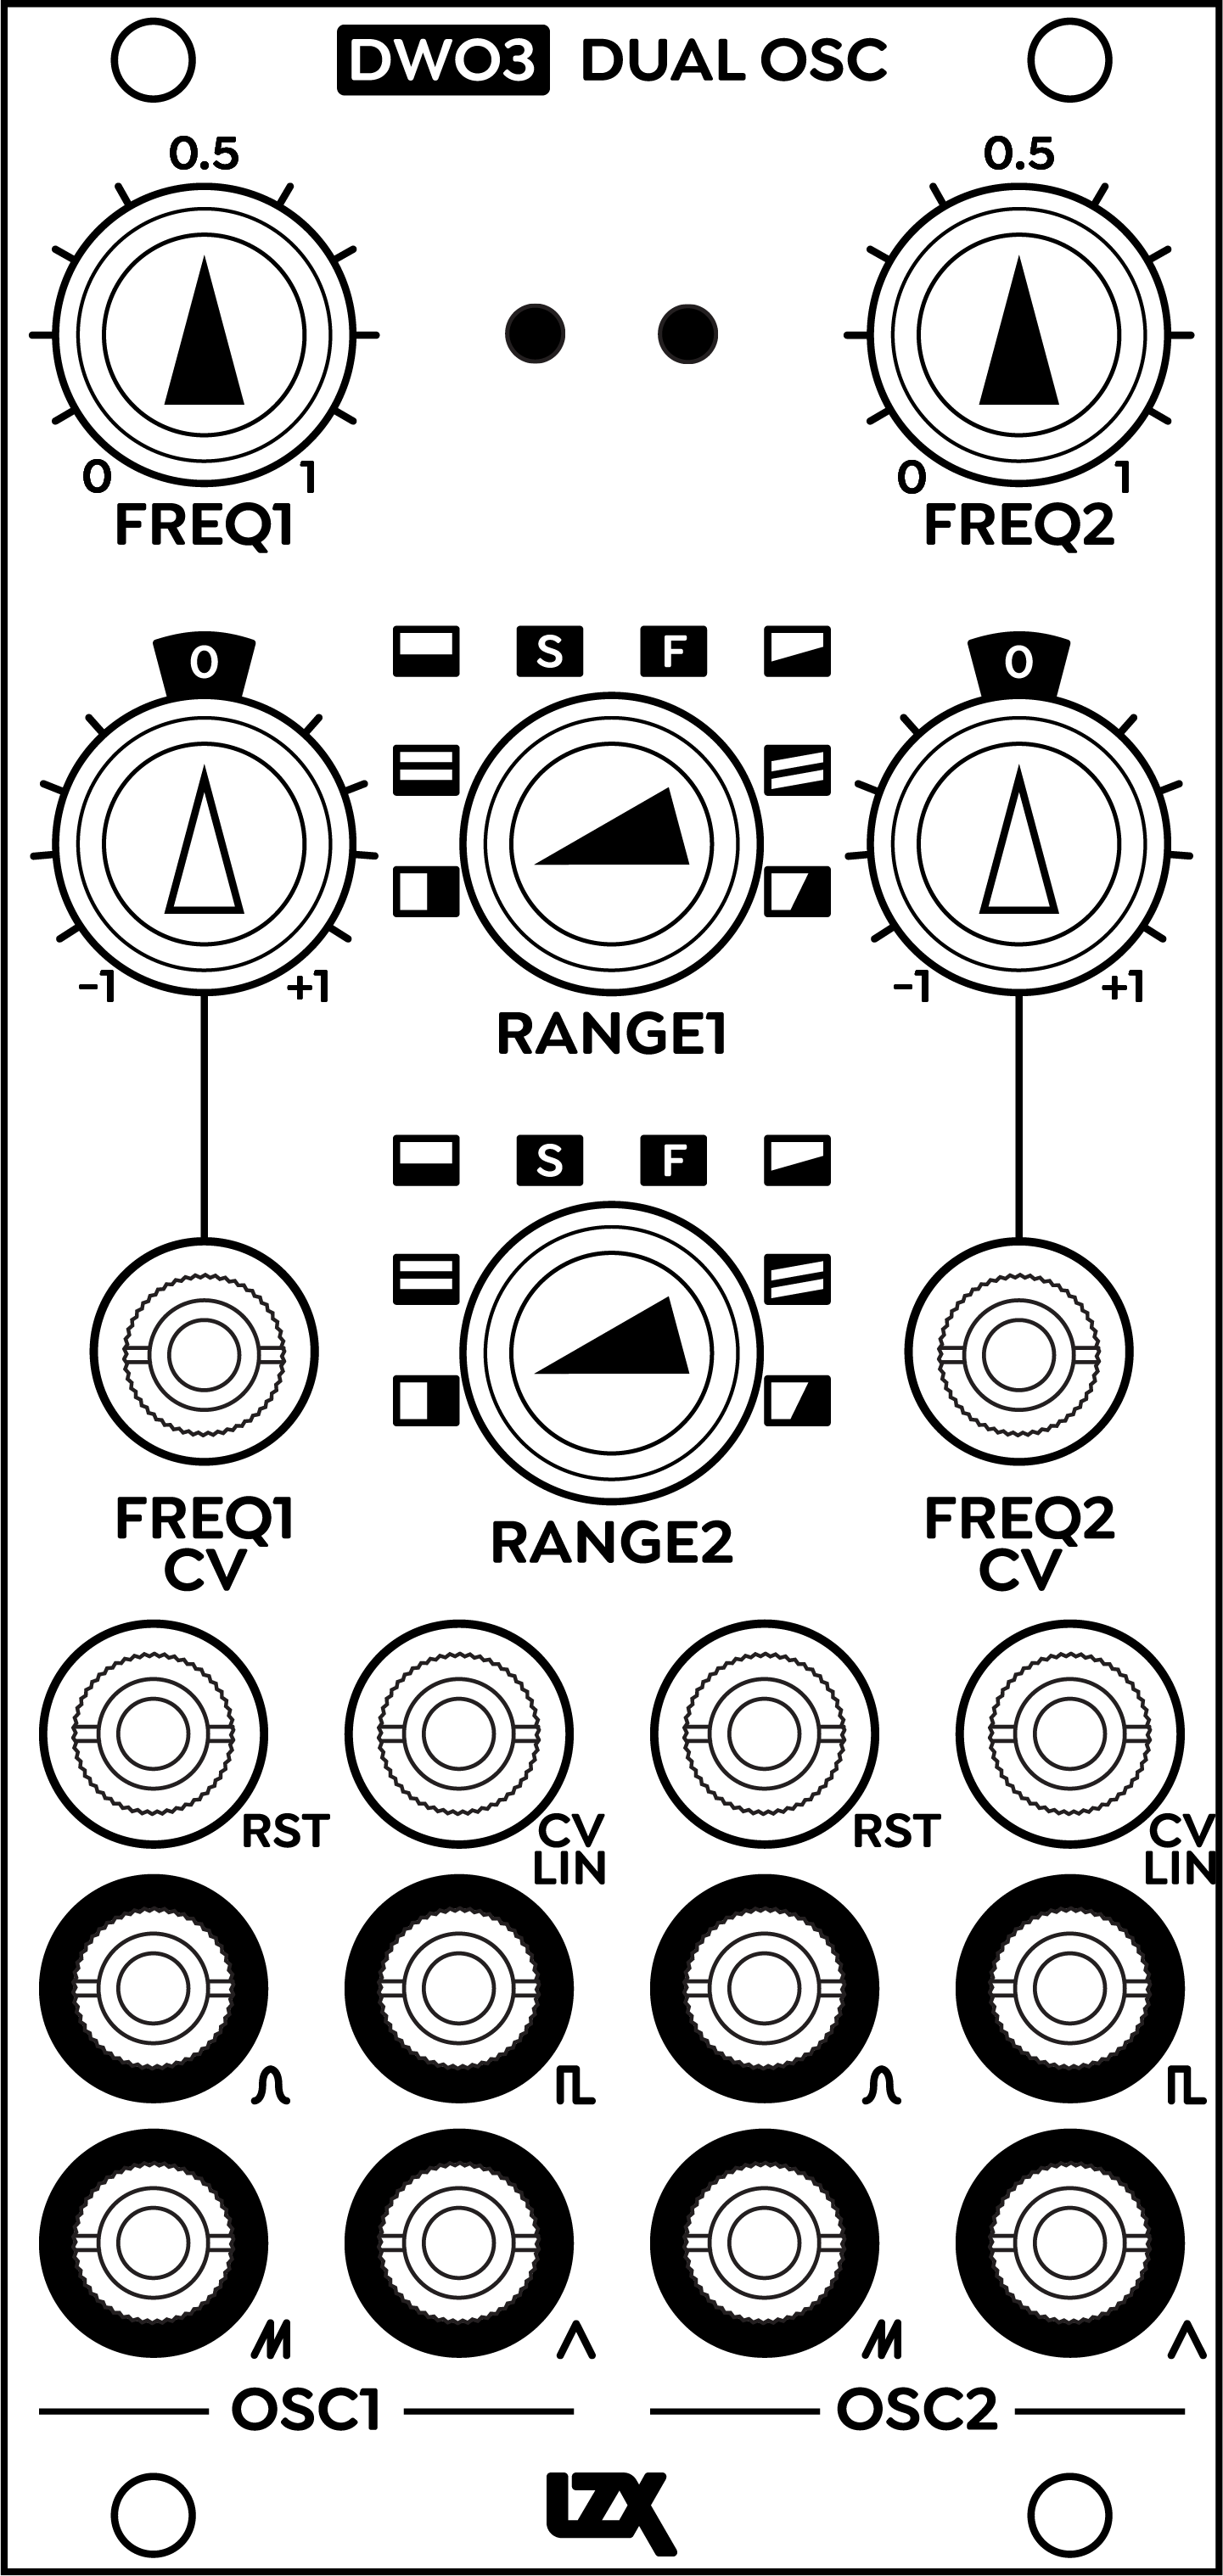 DWO3 DUAL OSC
0.5 0.5
0 1 0 1
FREQ1 FREQ2
0 S F 0
-1 +1 -1 +1
RANGE1
S F
FREQ1 CV
RANGE2
FREQ2 CV
RST CV LIN RST CV LIN
OSC1 OSC2
LZX